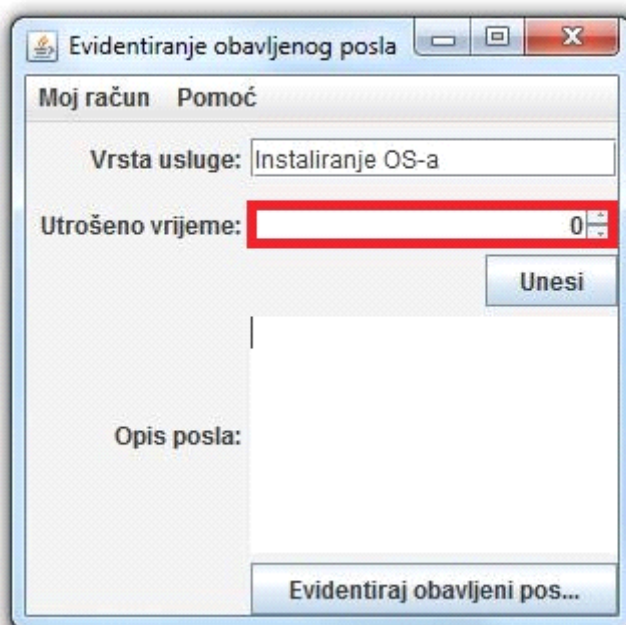 Evidentiranje obavljenog posla
Moj račun Pomoć
Vrsta usluge: Instaliranje OS-a
Utrošeno vrijeme: 0
Unesi
Opis posla:
Evidentiraj obavljeni pos...